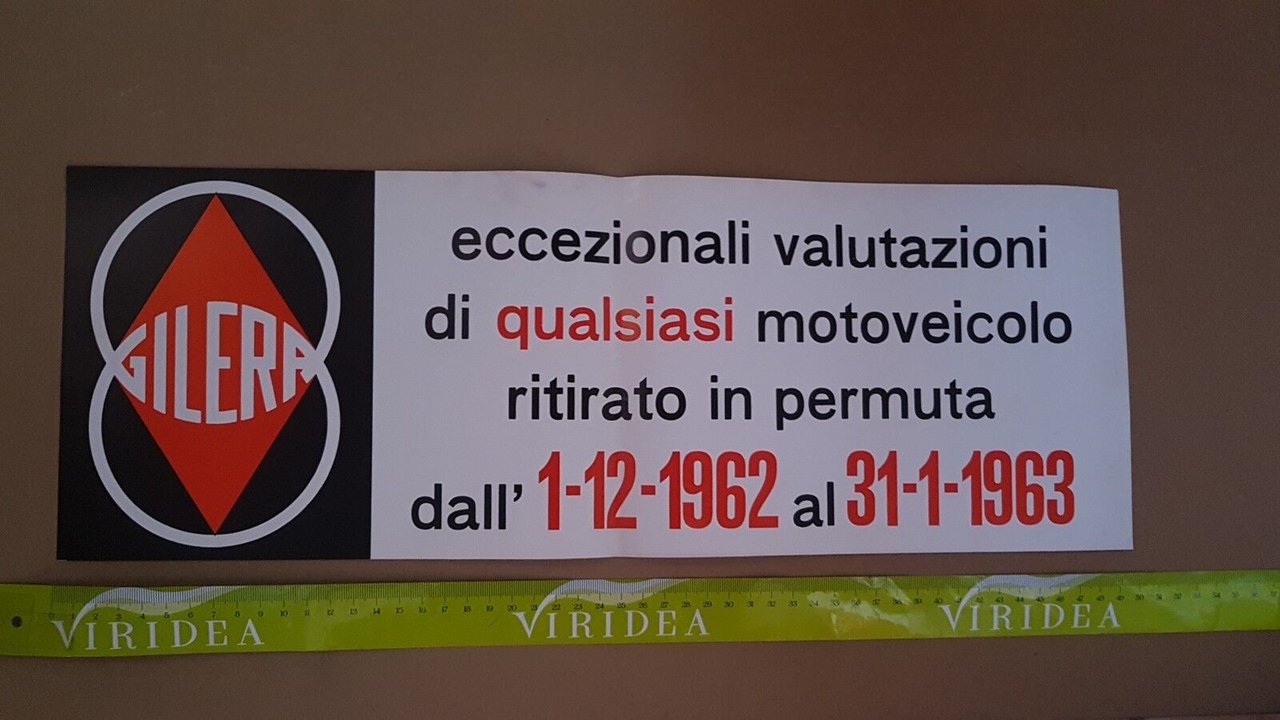 GILERA
eccezionali valutazioni
di qualsiasi motoveicolo
ritirato in permuta
dall' 1-12-1962 al 31-1-1963
VIRIDEA VIRIDEA VIRIDEA